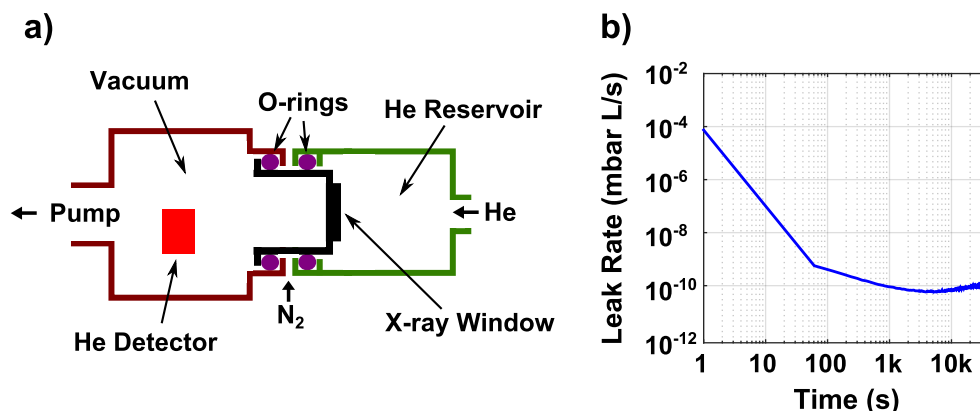 a)
Vacuum
O-rings
He Reservoir
Pump
He
He Detector
N2
X-ray Window
b)
Leak Rate (mbar L/s)
10-2
10-4
10-6
10-8
10-10
10-12
1 10 100 1k 10k
Time (s)